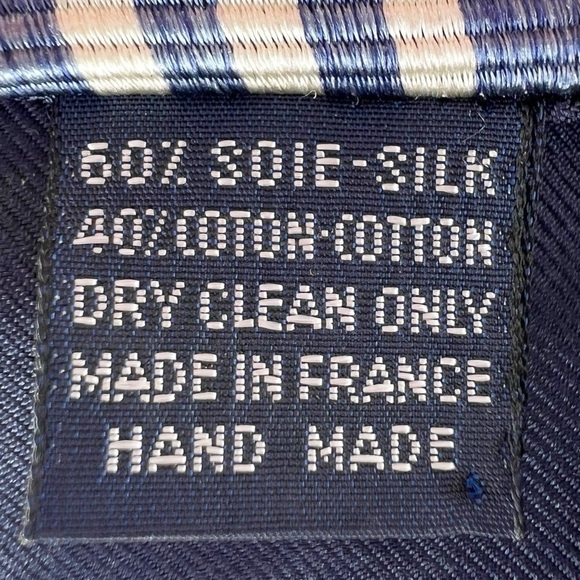 60% SOIE-SILK
40% COTON-COTTON
DRY CLEAN ONLY
MADE IN FRANCE
HAND MADE